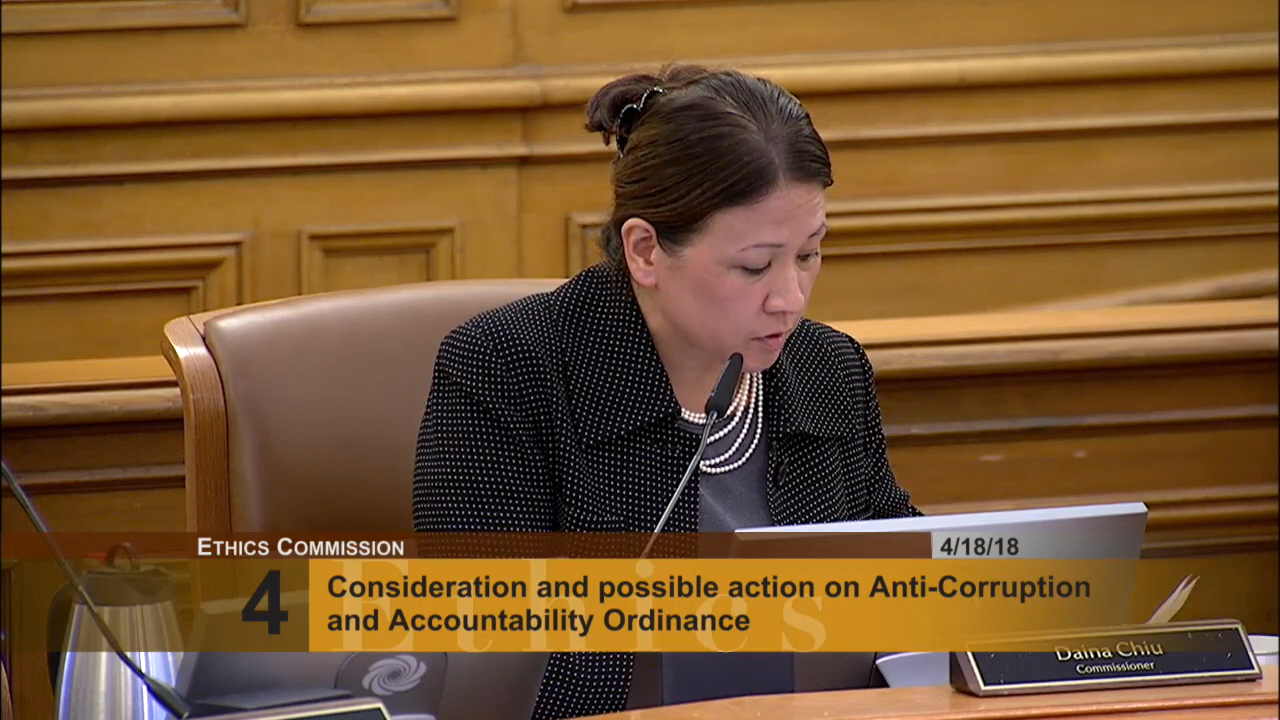 ETHICS COMMISSION
4/18/18
4
Consideration and possible action on Anti-Corruption
and Accountability Ordinance
Ethics
Daina Chiu
Commissioner